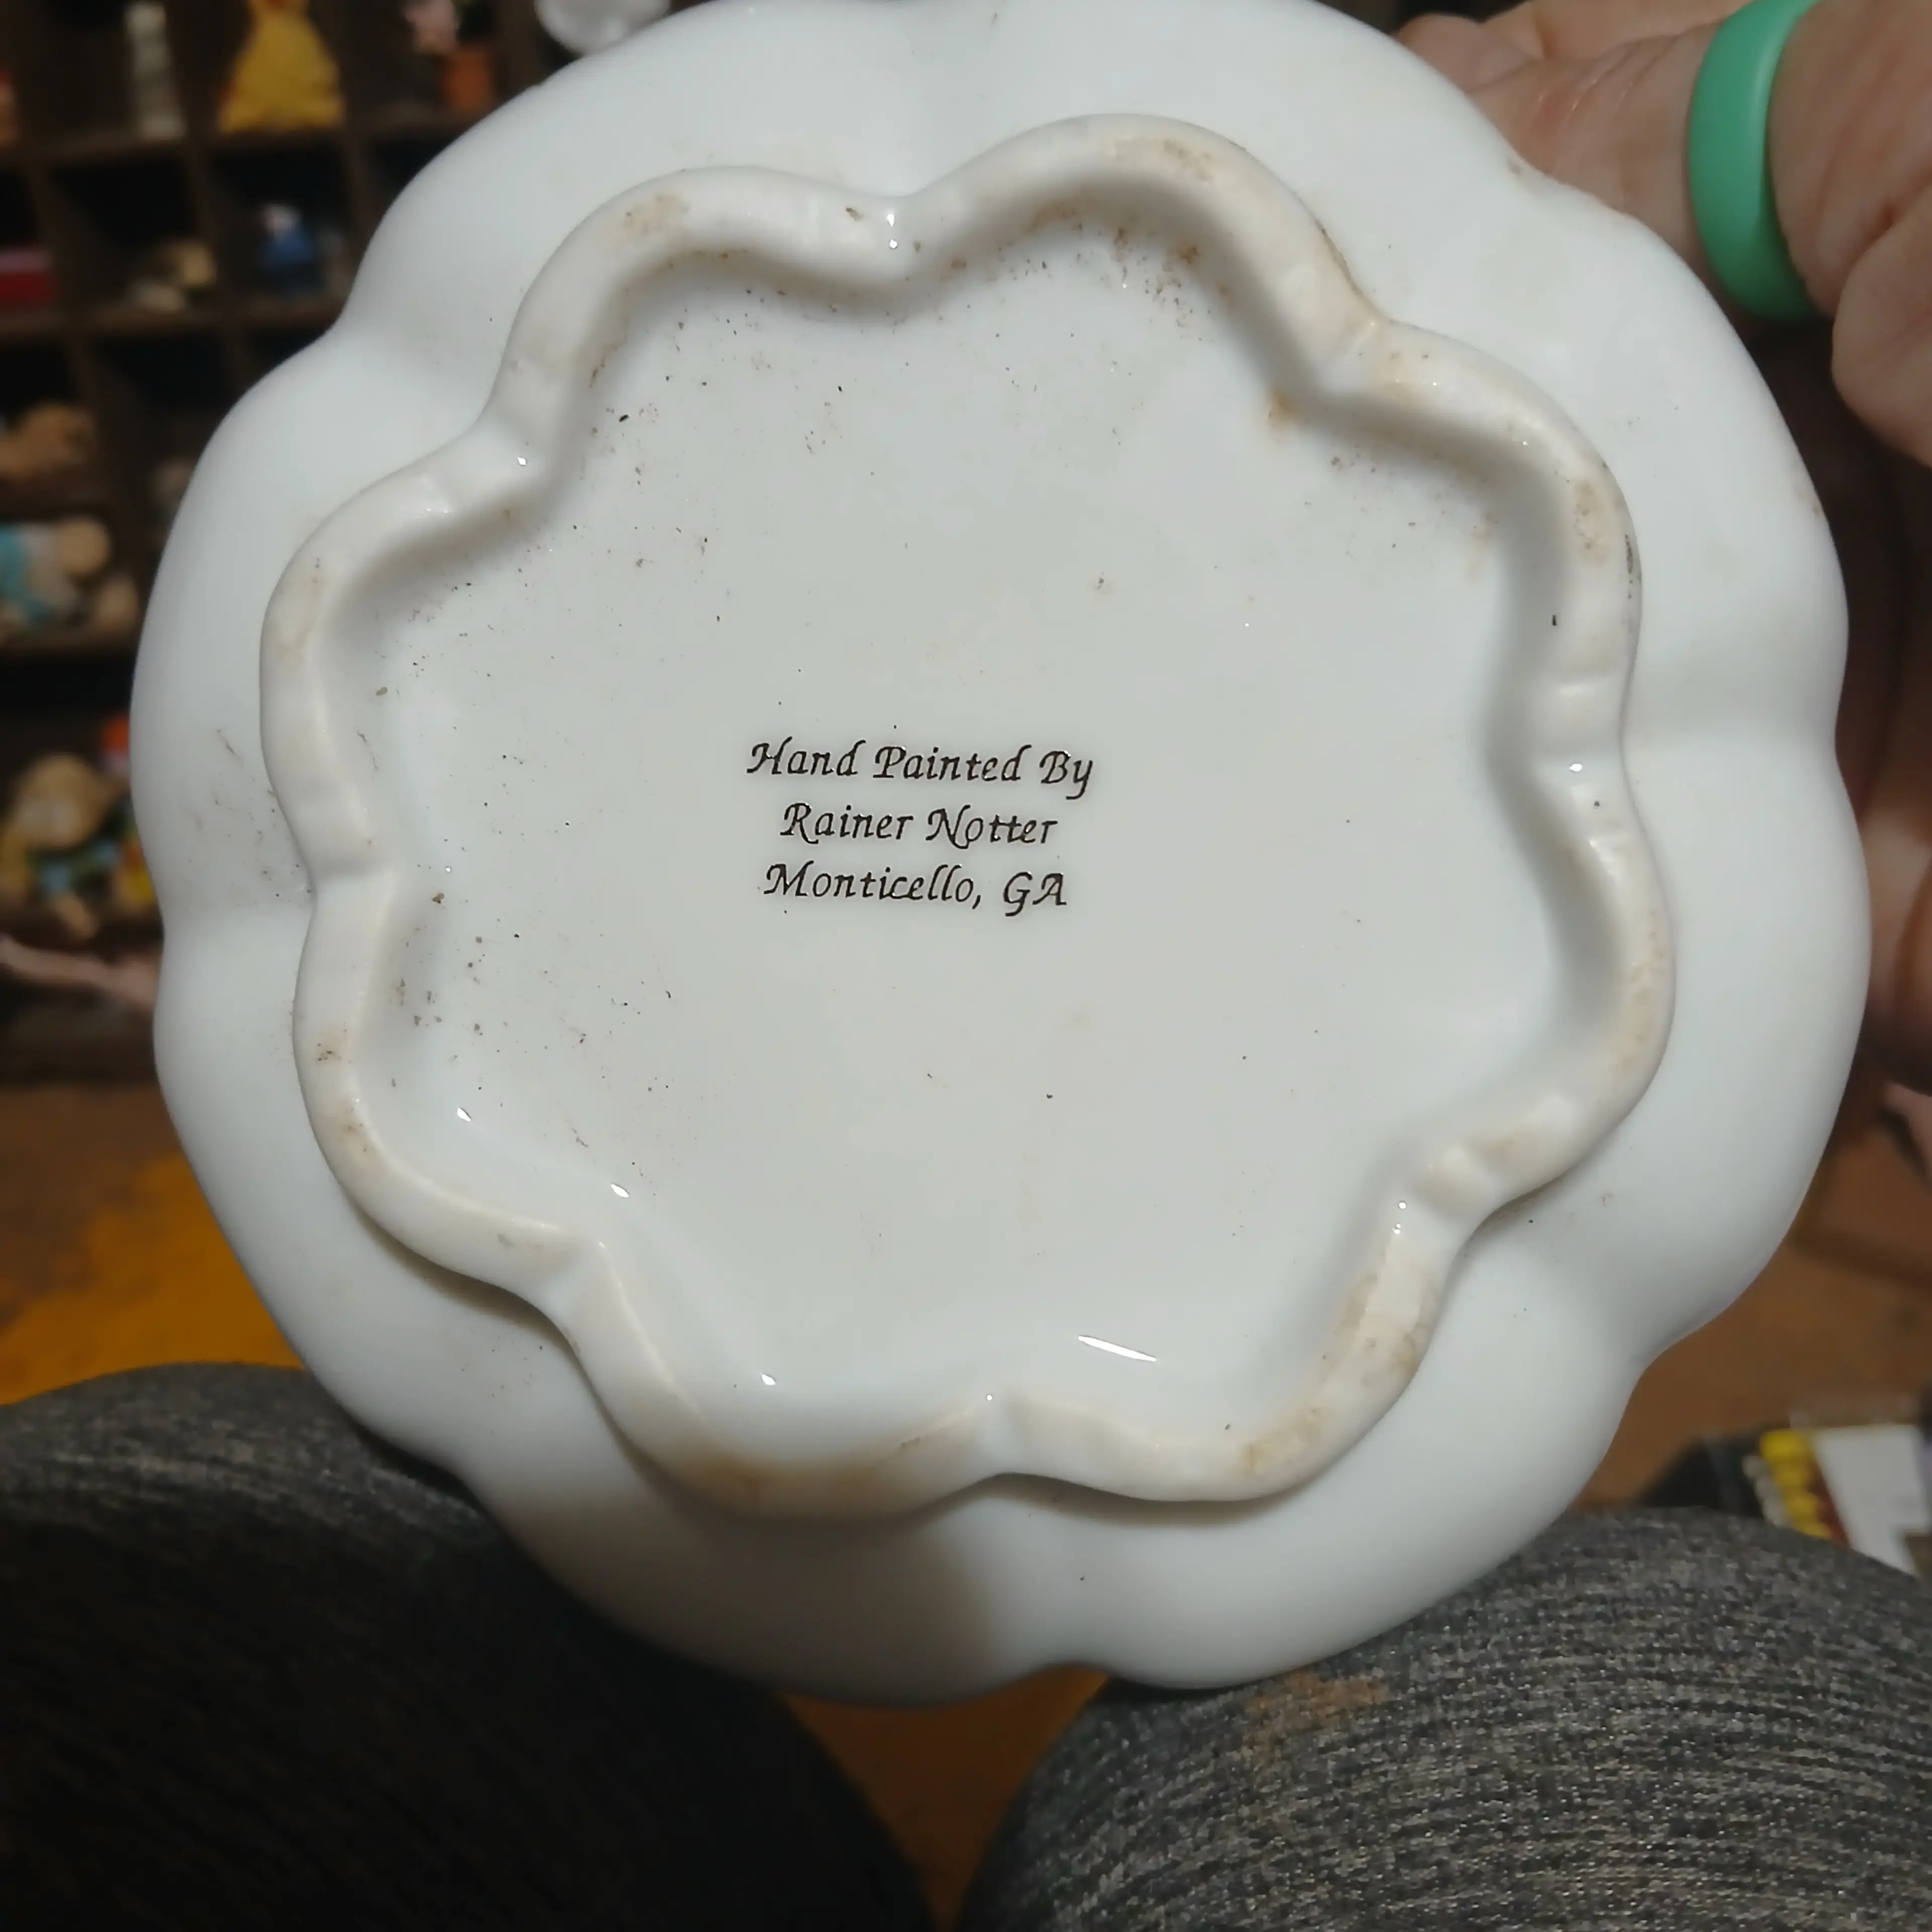 Hand Painted By
Rainer Notter
Monticello, GA